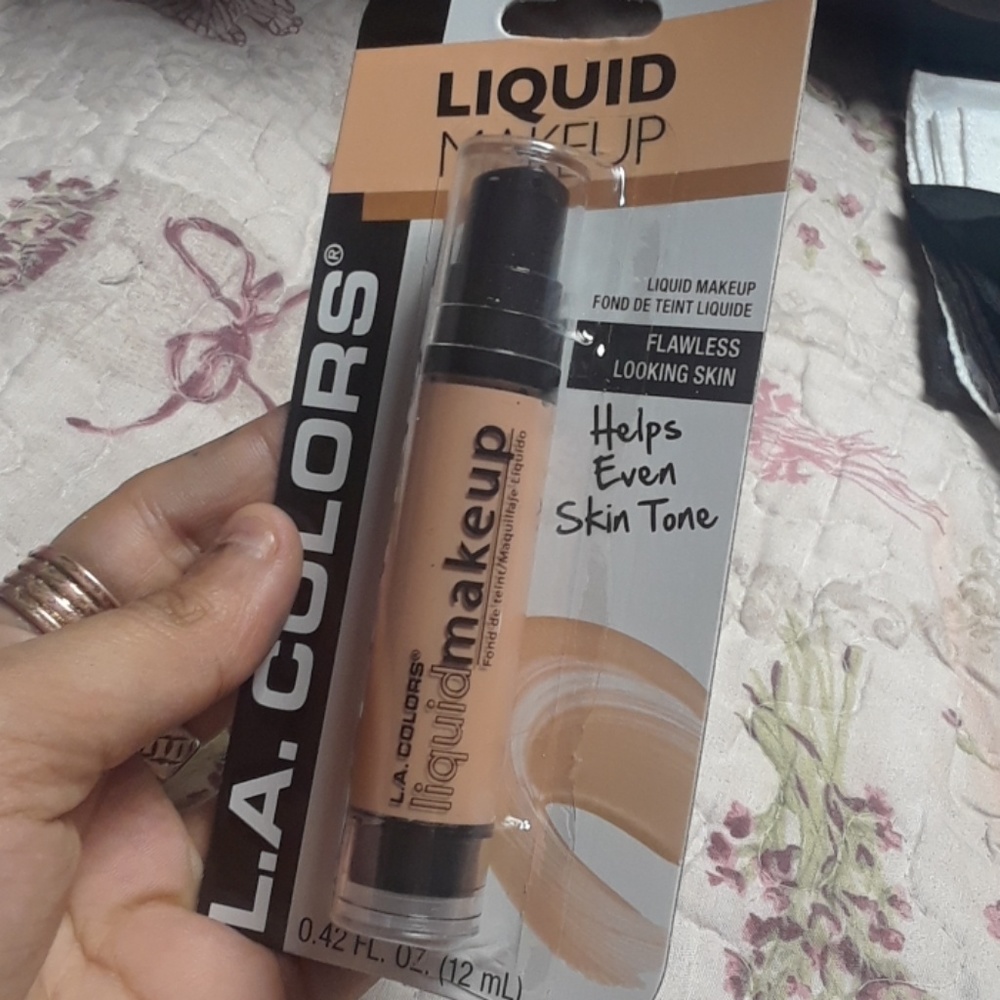 LIQUID
MAKEUP
L.A. COLORS®
LIQUID MAKEUP
FOND DE TEINT LIQUIDE
FLAWLESS
LOOKING SKIN
Helps
Even
Skin Tone
L.A. COLORS®
liquidmakeup
Fond de teint/Maquillaje Liquido
0.42 FL. OZ. (12 mL)